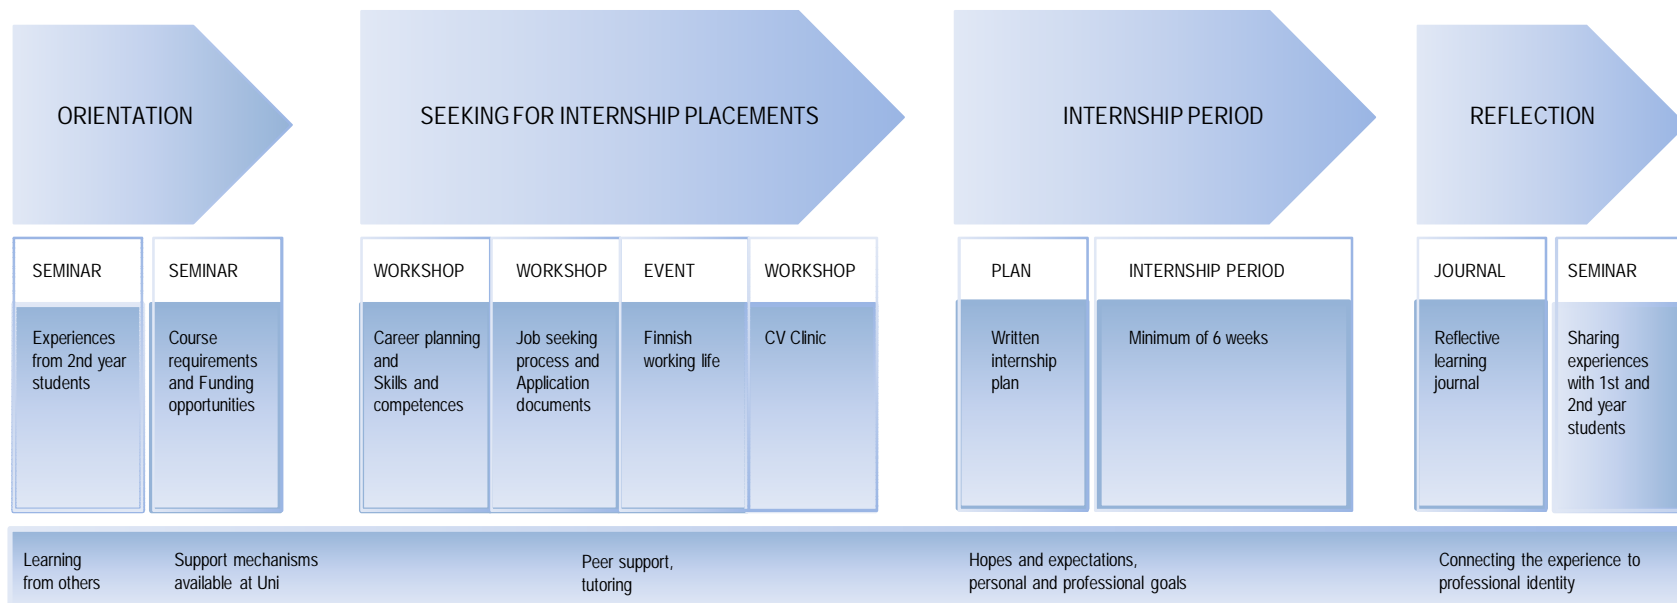 ORIENTATION
SEEKING FOR INTERNSHIP PLACEMENTS
INTERNSHIP PERIOD
REFLECTION
SEMINAR
Experiences
from 2nd year
students
SEMINAR
Course
requirements
and Funding
opportunities
WORKSHOP
Career planning
and
Skills and
competences
WORKSHOP
Job seeking
process and
Application
documents
EVENT
Finnish
working life
WORKSHOP
CV Clinic
PLAN
Written
internship
plan
INTERNSHIP PERIOD
Minimum of 6 weeks
JOURNAL
Reflective
learning
journal
SEMINAR
Sharing
experiences
with 1st and
2nd year
students
Learning
from others
Support mechanisms
available at Uni
Peer support,
tutoring
Hopes and expectations,
personal and professional goals
Connecting the experience to
professional identity